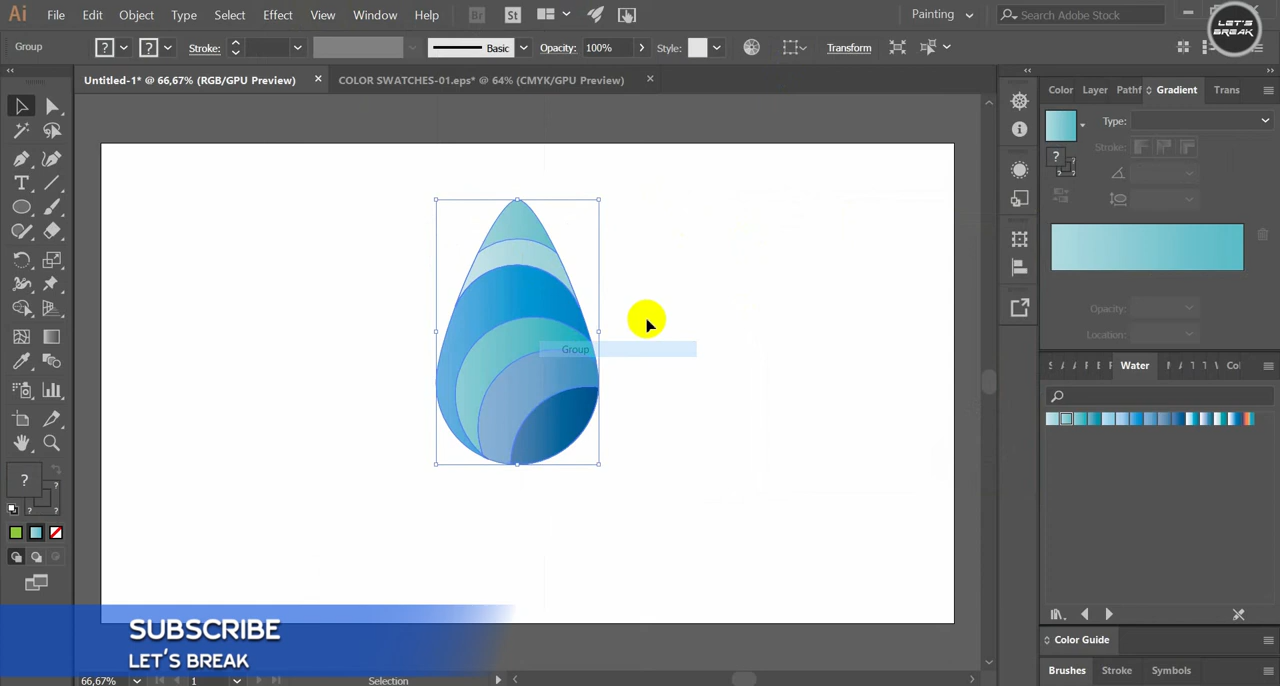 Ai File Edit Object Type Select Effect View Window Help Br St Painting Search Adobe Stock LET'S BREAK
Group ? ? Stroke: Basic Opacity: 100% Style: Transform
Untitled-1* @ 66,67% (RGB/GPU Preview) × COLOR SWATCHES-01.eps* @ 64% (CMYK/GPU Preview) ×
Color Layer Pathf Gradient Trans
Type:
Stroke:
?
Opacity:
Location:
Group
Water Col
?
SUBSCRIBE
LET'S BREAK
Color Guide
Brushes Stroke Symbols
66,67% 1 Selection